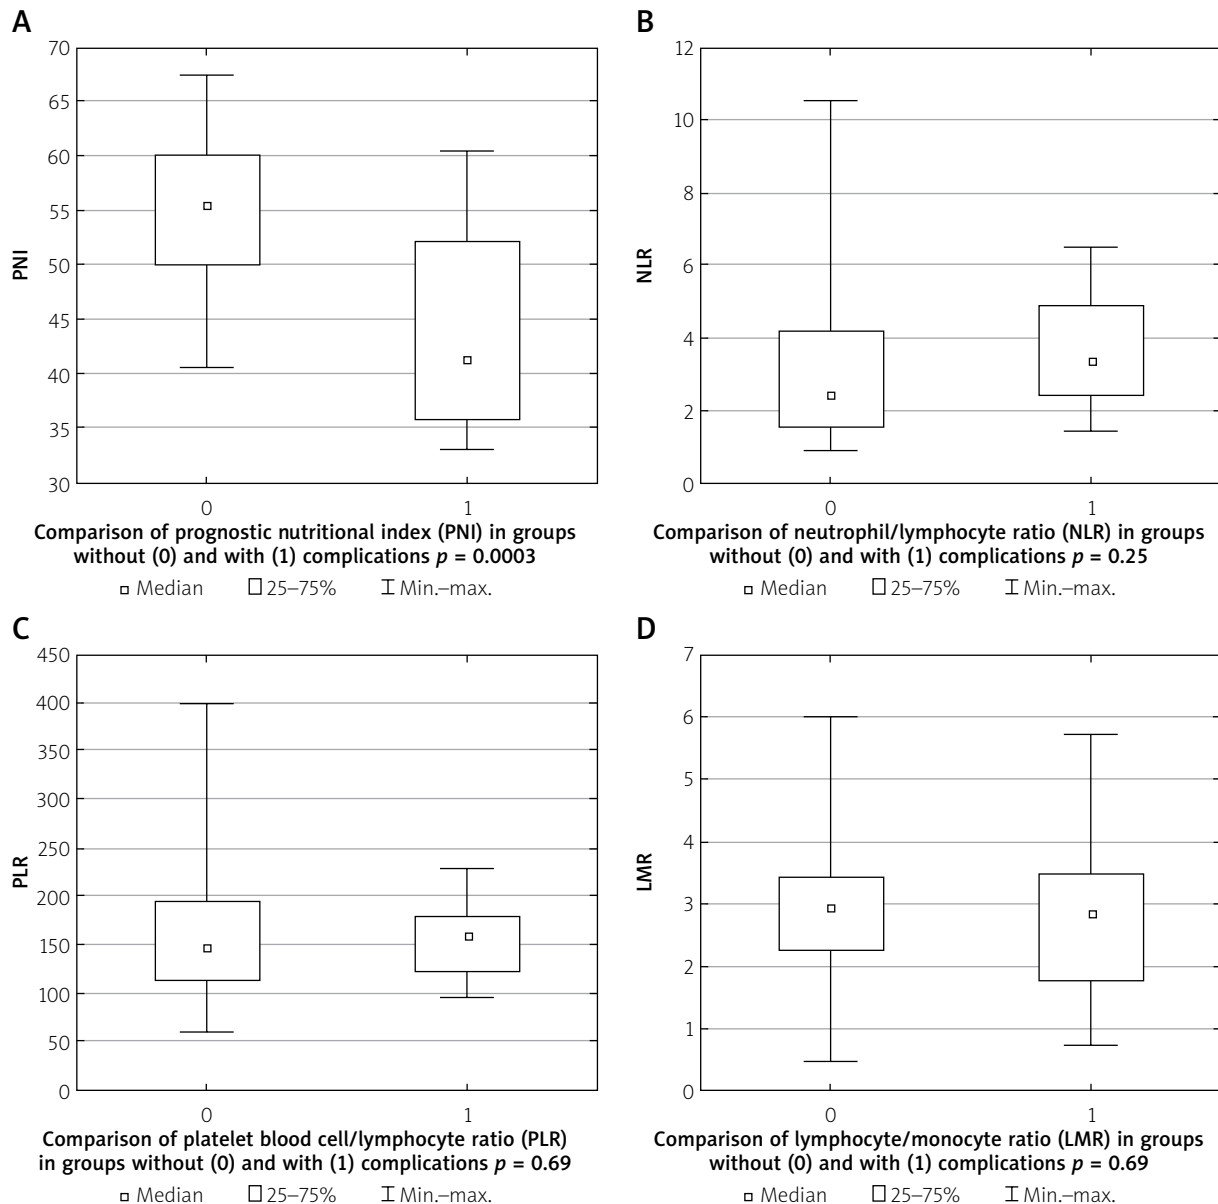 A
70
65
60
55
50
45
40
35
30
PNI
0 1
Comparison of prognostic nutritional index (PNI) in groups
without (0) and with (1) complications p = 0.0003
Median 25–75% Min.–max.
B
12
10
8
6
4
2
0
NLR
0 1
Comparison of neutrophil/lymphocyte ratio (NLR) in groups
without (0) and with (1) complications p = 0.25
Median 25–75% Min.–max.
C
450
400
350
300
250
200
150
100
50
0
PLR
0 1
Comparison of platelet blood cell/lymphocyte ratio (PLR)
in groups without (0) and with (1) complications p = 0.69
Median 25–75% Min.–max.
D
7
6
5
4
3
2
1
0
LMR
0 1
Comparison of lymphocyte/monocyte ratio (LMR) in groups
without (0) and with (1) complications p = 0.69
Median 25–75% Min.–max.